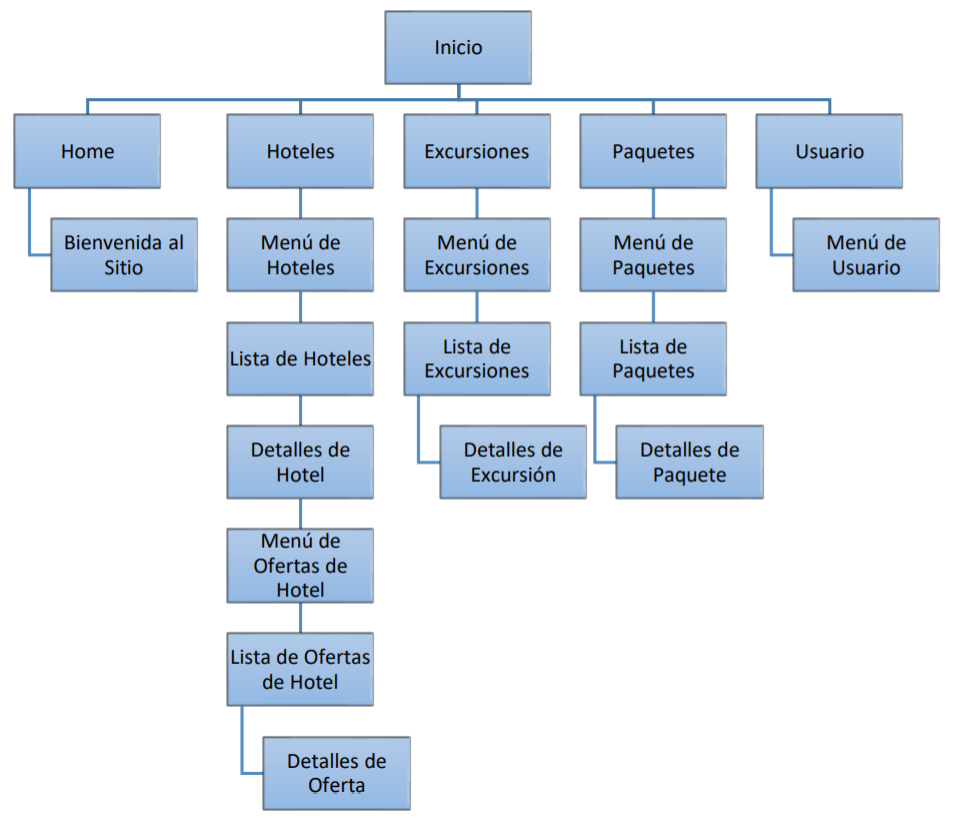 Inicio
Home
Hoteles
Excursiones
Paquetes
Usuario
Bienvenida al
Sitio
Menú de
Hoteles
Menú de
Excursiones
Menú de
Paquetes
Menú de
Usuario
Lista de Hoteles
Lista de
Excursiones
Lista de
Paquetes
Detalles de
Hotel
Detalles de
Excursión
Detalles de
Paquete
Menú de
Ofertas de
Hotel
Lista de Ofertas
de Hotel
Detalles de
Oferta